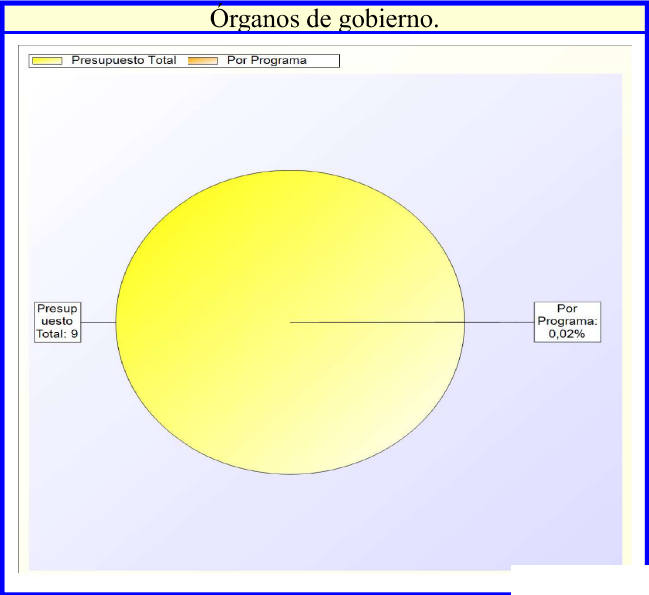 Órganos de gobierno.
Presupuesto Total Por Programa
Presup
uesto
Total: 9
Por
Programa:
0,02%